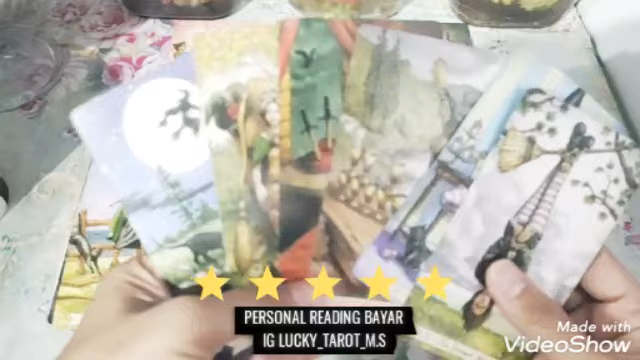 PERSONAL READING BAYAR
IG LUCKY_TAROT_M.S
Made with
VideoShow